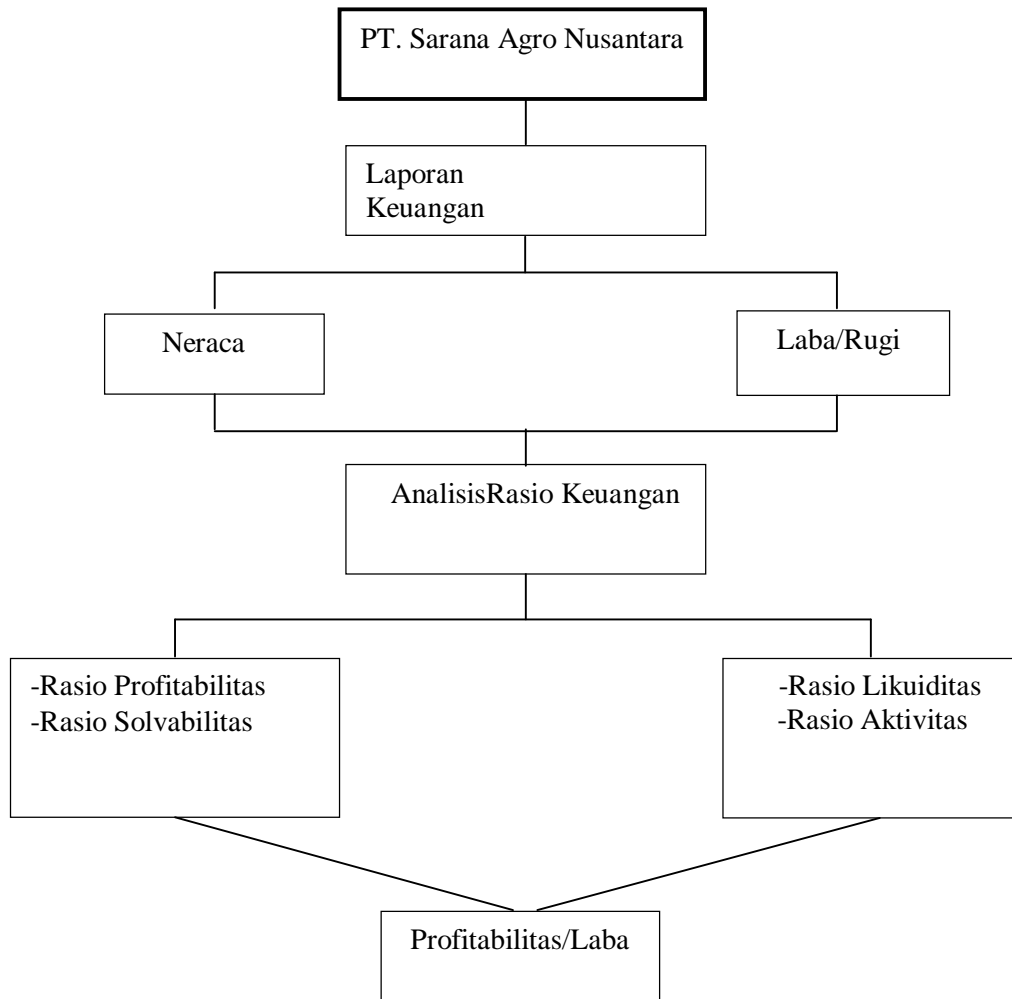 PT. Sarana Agro Nusantara
Laporan
Keuangan
Neraca
Laba/Rugi
AnalisisRasio Keuangan
-Rasio Profitabilitas
-Rasio Solvabilitas
-Rasio Likuiditas
-Rasio Aktivitas
Profitabilitas/Laba